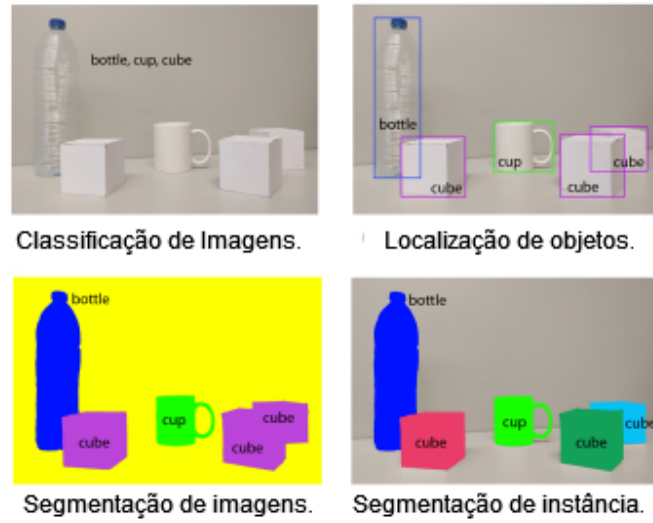 bottle, cup, cube
bottle
cup
cube
cube
cube
Classificação de Imagens.
Localização de objetos.
bottle
cup
cube
cube
cube
bottle
cup
cube
cube
cube
Segmentação de imagens.
Segmentação de instância.